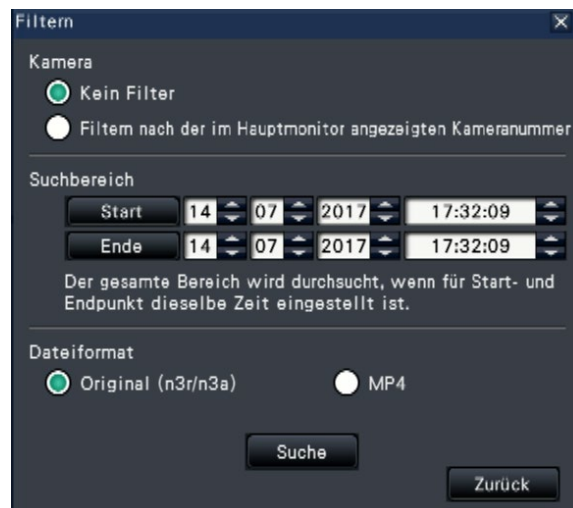 Filtern
Kamera
Kein Filter
Filtern nach der im Hauptmonitor angezeigten Kameranummer
Suchbereich
Start 14 07 2017 17:32:09
Ende 14 07 2017 17:32:09
Der gesamte Bereich wird durchsucht, wenn für Start- und
Endpunkt dieselbe Zeit eingestellt ist.
Dateiformat
Original (n3r/n3a) MP4
Suche
Zurück